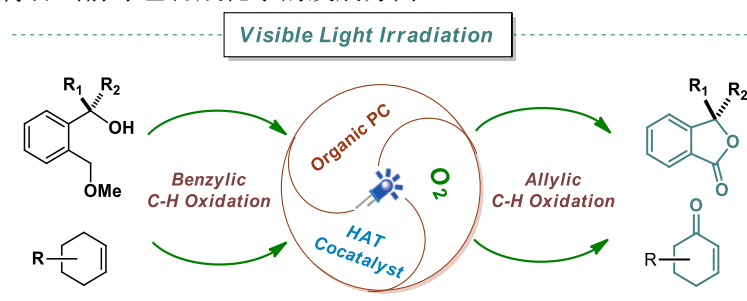 Visible Light Irradiation
R1
R2
OH
OMe
R
Benzylic
C-H Oxidation
Organic PC
O2
HAT
Cocatalyst
Allylic
C-H Oxidation
R1
R2
O
O
O
R